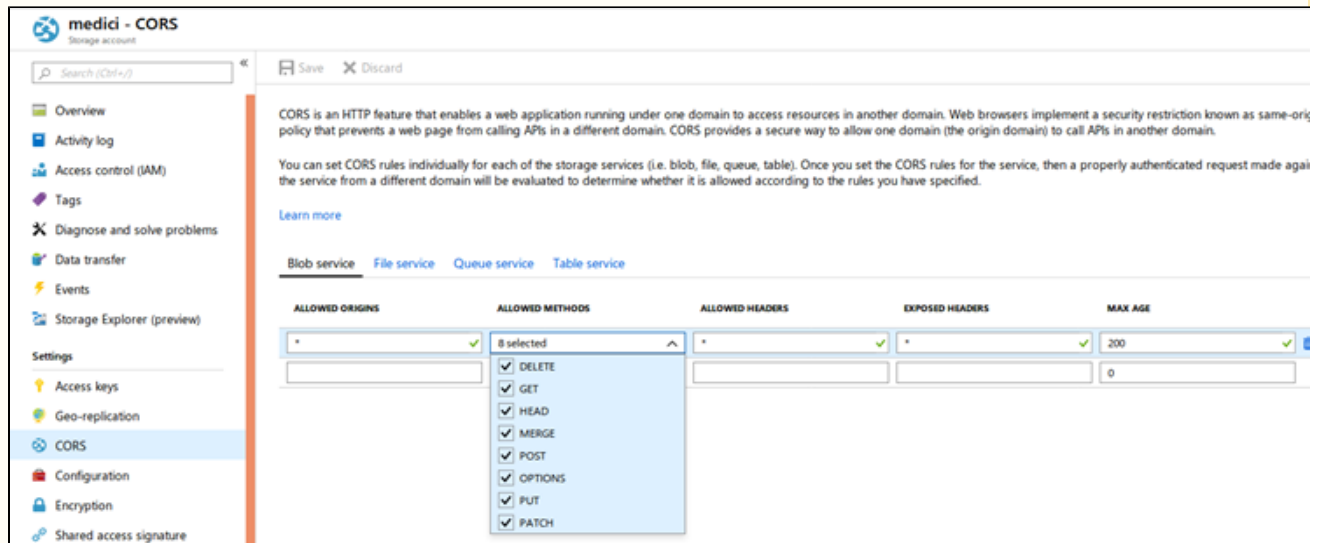 medici - CORS
Storage account
Search (Ctrl+/)
«
Overview
Activity log
Access control (IAM)
Tags
Diagnose and solve problems
Data transfer
Events
Storage Explorer (preview)
Settings
Access keys
Geo-replication
CORS
Configuration
Encryption
Shared access signature
Save Discard
CORS is an HTTP feature that enables a web application running under one domain to access resources in another domain. Web browsers implement a security restriction known as same-orig
policy that prevents a web page from calling APIs in a different domain. CORS provides a secure way to allow one domain (the origin domain) to call APIs in another domain.
You can set CORS rules individually for each of the storage services (i.e. blob, file, queue, table). Once you set the CORS rules for the service, then a properly authenticated request made agai
the service from a different domain will be evaluated to determine whether it is allowed according to the rules you have specified.
Learn more
Blob service File service Queue service Table service
ALLOWED ORIGINS ALLOWED METHODS ALLOWED HEADERS EXPOSED HEADERS MAX AGE
* 8 selected * * 200
0
DELETE
GET
HEAD
MERGE
POST
OPTIONS
PUT
PATCH